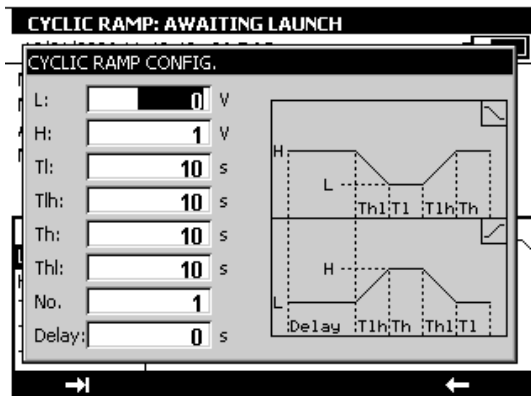 CYCLIC RAMP: AWAITING LAUNCH
CYCLIC RAMP CONFIG.
L: 0 V
H: 1 V
Tl: 10 s
Tlh: 10 s
Th: 10 s
Thl: 10 s
No. 1
Delay: 0 s
H
L
Thl Tl Tlh Th
H
L
Delay Tlh Th Thl Tl